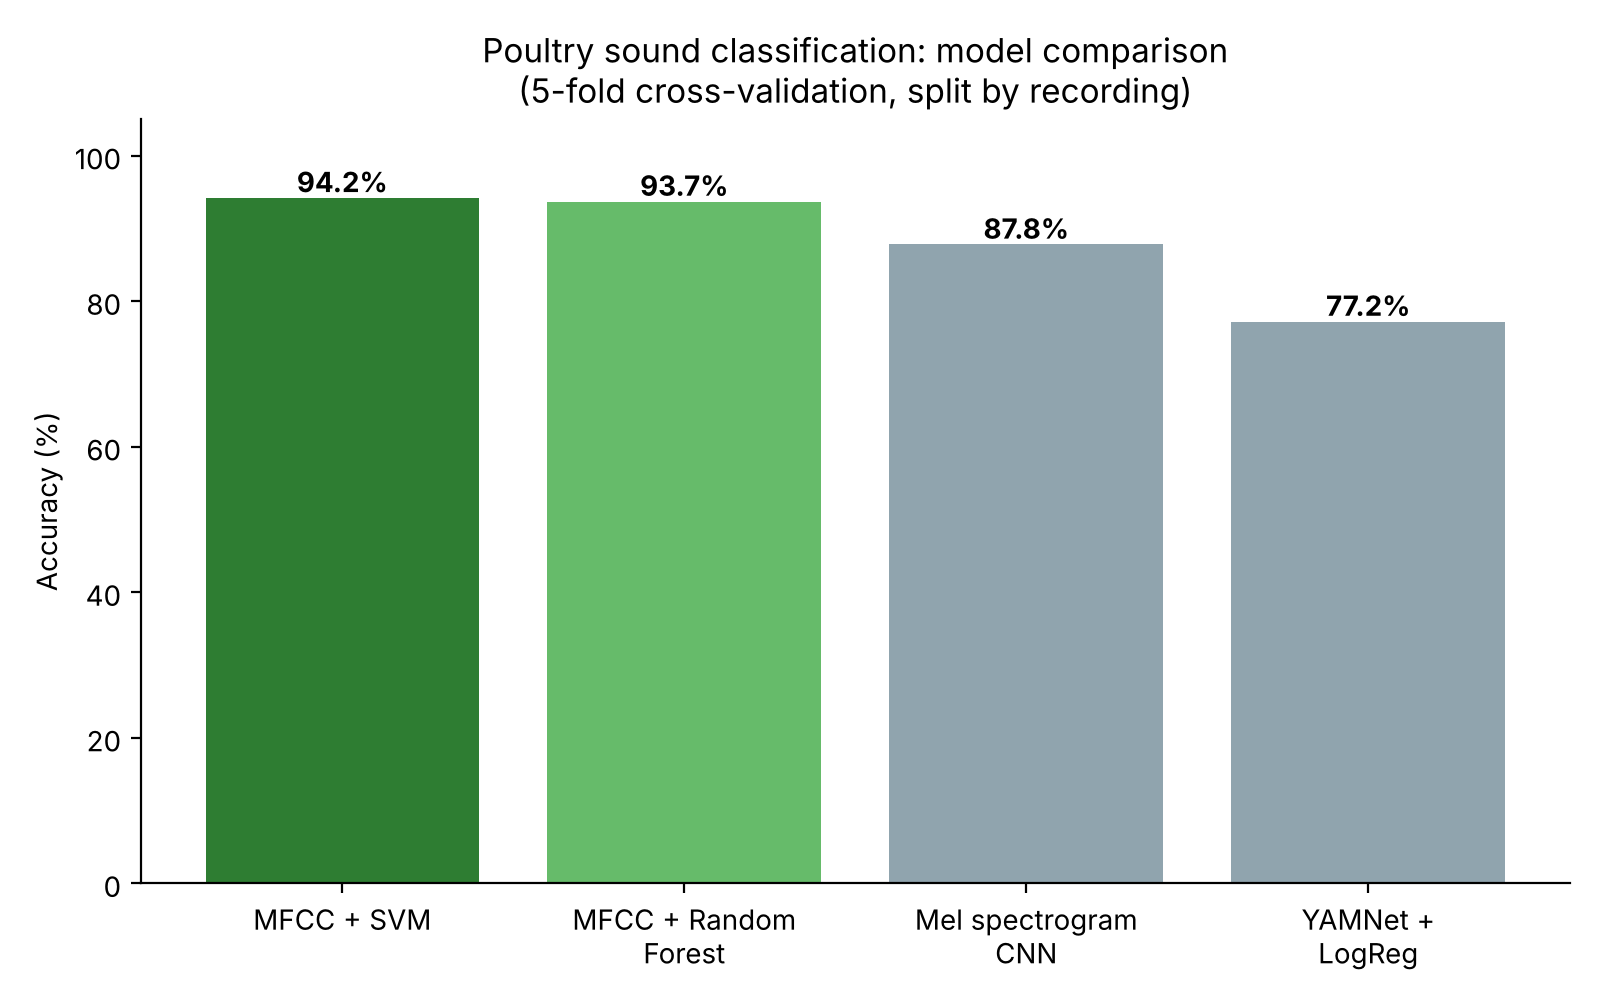 Poultry sound classification: model comparison
(5-fold cross-validation, split by recording)
Accuracy (%)
100
80
60
40
20
0
94.2%
93.7%
87.8%
77.2%
MFCC + SVM
MFCC + Random
Forest
Mel spectrogram
CNN
YAMNet +
LogReg